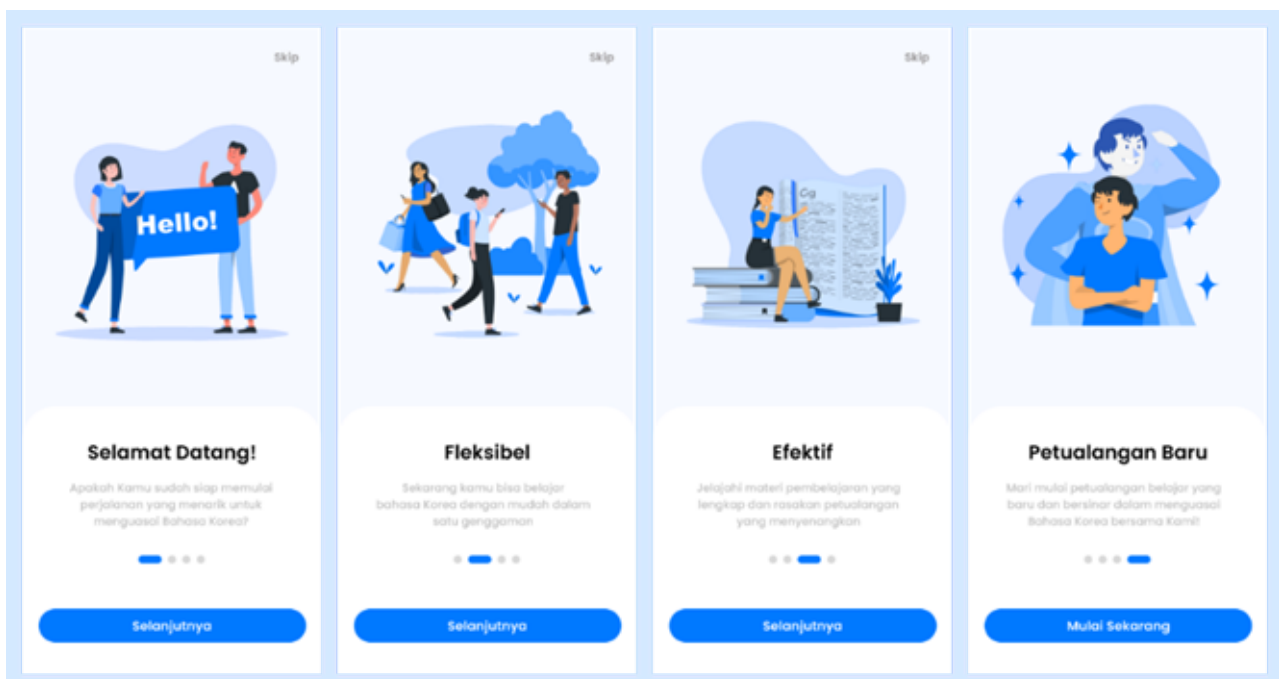 Skip
Hello!
Selamat Datang!
Apakah Kamu sudah siap memulai
perjalanan yang menarik untuk
menguasai Bahasa Korea?
Selanjutnya
Skip
Fleksibel
Sekarang kamu bisa belajar
bahasa Korea dengan mudah dalam
satu genggaman
Selanjutnya
Skip
Efektif
Jelajahi materi pembelajaran yang
lengkap dan rasakan petualangan
yang menyenangkan
Selanjutnya
Petualangan Baru
Mari mulai petualangan belajar yang
baru dan bersinar dalam menguasai
Bahasa Korea bersama Kami!
Mulai Sekarang